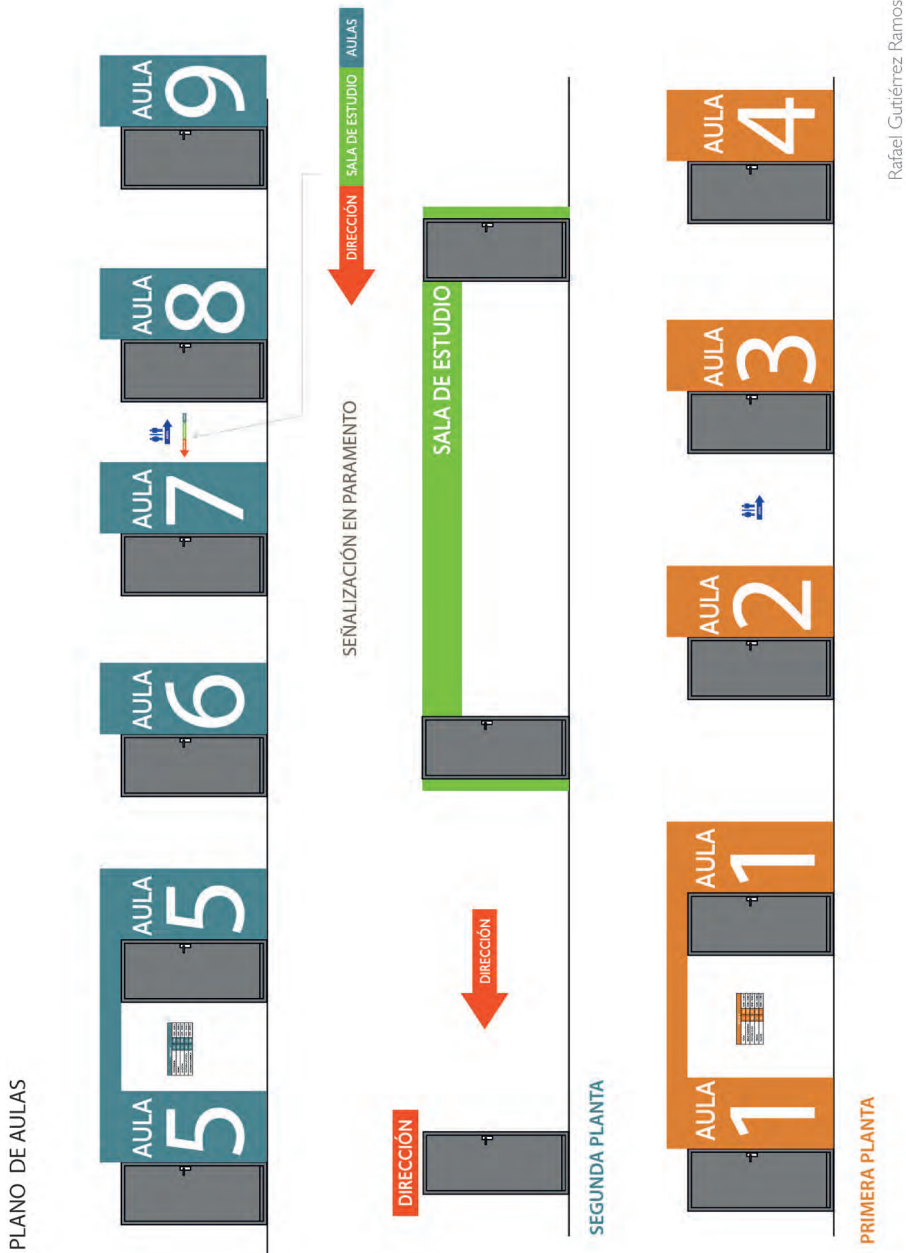 PLANO DE AULAS
AULA
5
AULA
5
AULA
6
AULA
7
AULA
8
AULA
9
SEÑALIZACIÓN EN PARAMENTO
DIRECCIÓN
SALA DE ESTUDIO
AULAS
DIRECCIÓN
DIRECCIÓN
SALA DE ESTUDIO
SEGUNDA PLANTA
AULA
1
AULA
1
AULA
2
AULA
3
AULA
4
PRIMERA PLANTA
Rafael Gutiérrez Ramos